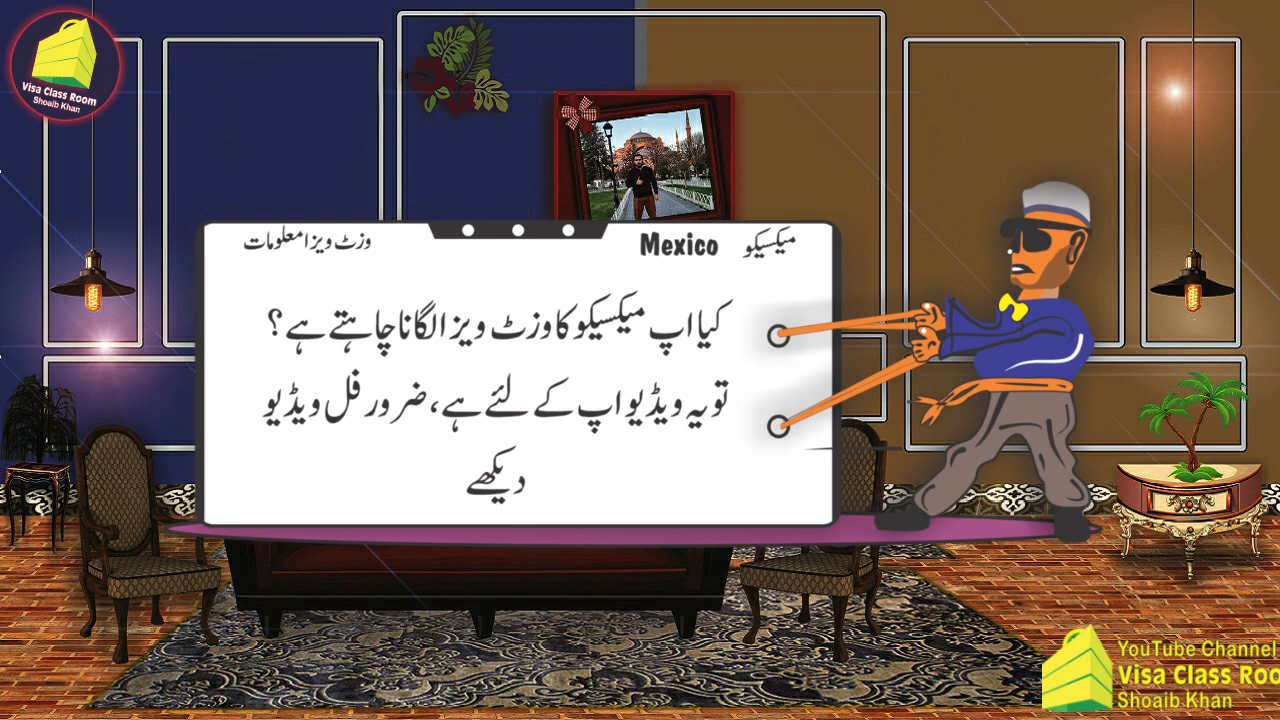 Visa Class Room
Shoaib Khan
وزٹ ویزا معلومات
Mexico میکسیکو
کیا اپ میکسیکو کا وزٹ ویزا لگانا چاہتے ہے ؟
تو یہ ویڈیو اپ کے لئے ہے، ضرور فل ویڈیو
دیکھے
YouTube Channel
Visa Class Roo
Shoaib Khan